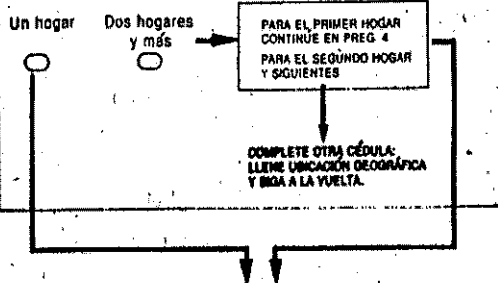 Un hogar
Dos hogares
y más
PARA EL PRIMER HOGAR
CONTINUE EN PREG 4
PARA EL SEGUNDO HOGAR
Y SIGUIENTES
COMPLETE OTRA CÉDULA:
LLENE UBICACIÓN GEOGRÁFICA
Y SIGA A LA VUELTA.